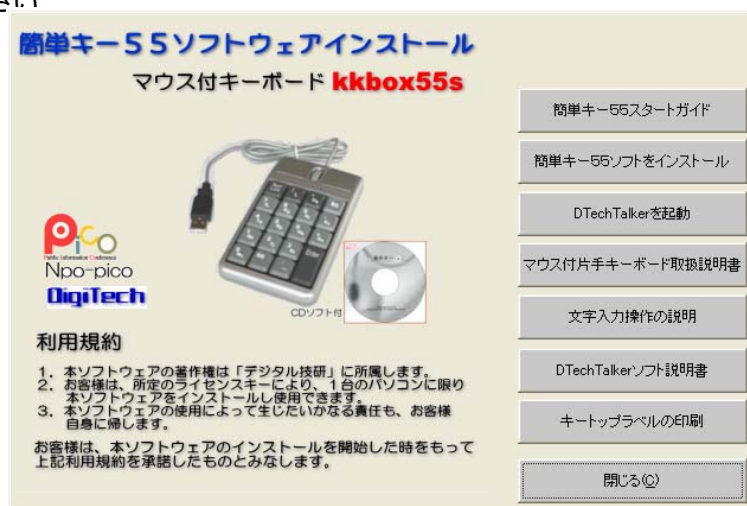 簡単キー５５ソフトウェアインストール
マウス付キーボード kkbox55s
Pico
Npo-pico
DigiTech
CDソフト付
利用規約
１．本ソフトウェアの著作権は「デジタル技研」に所属します。
２．お客様は、所定のライセンスキーにより、１台のパソコンに限り
本ソフトウェアをインストールし使用できます。
３．本ソフトウェアの使用によって生じたいかなる責任も、お客様
自身に帰します。
お客様は、本ソフトウェアのインストールを開始した時をもって
上記利用規約を承諾したものとみなします。
簡単キー55スタートガイド
簡単キー55ソフトをインストール
DTechTalkerを起動
マウス付片手キーボード取扱説明書
文字入力操作の説明
DTechTalkerソフト説明書
キートップラベルの印刷
閉じる(C)